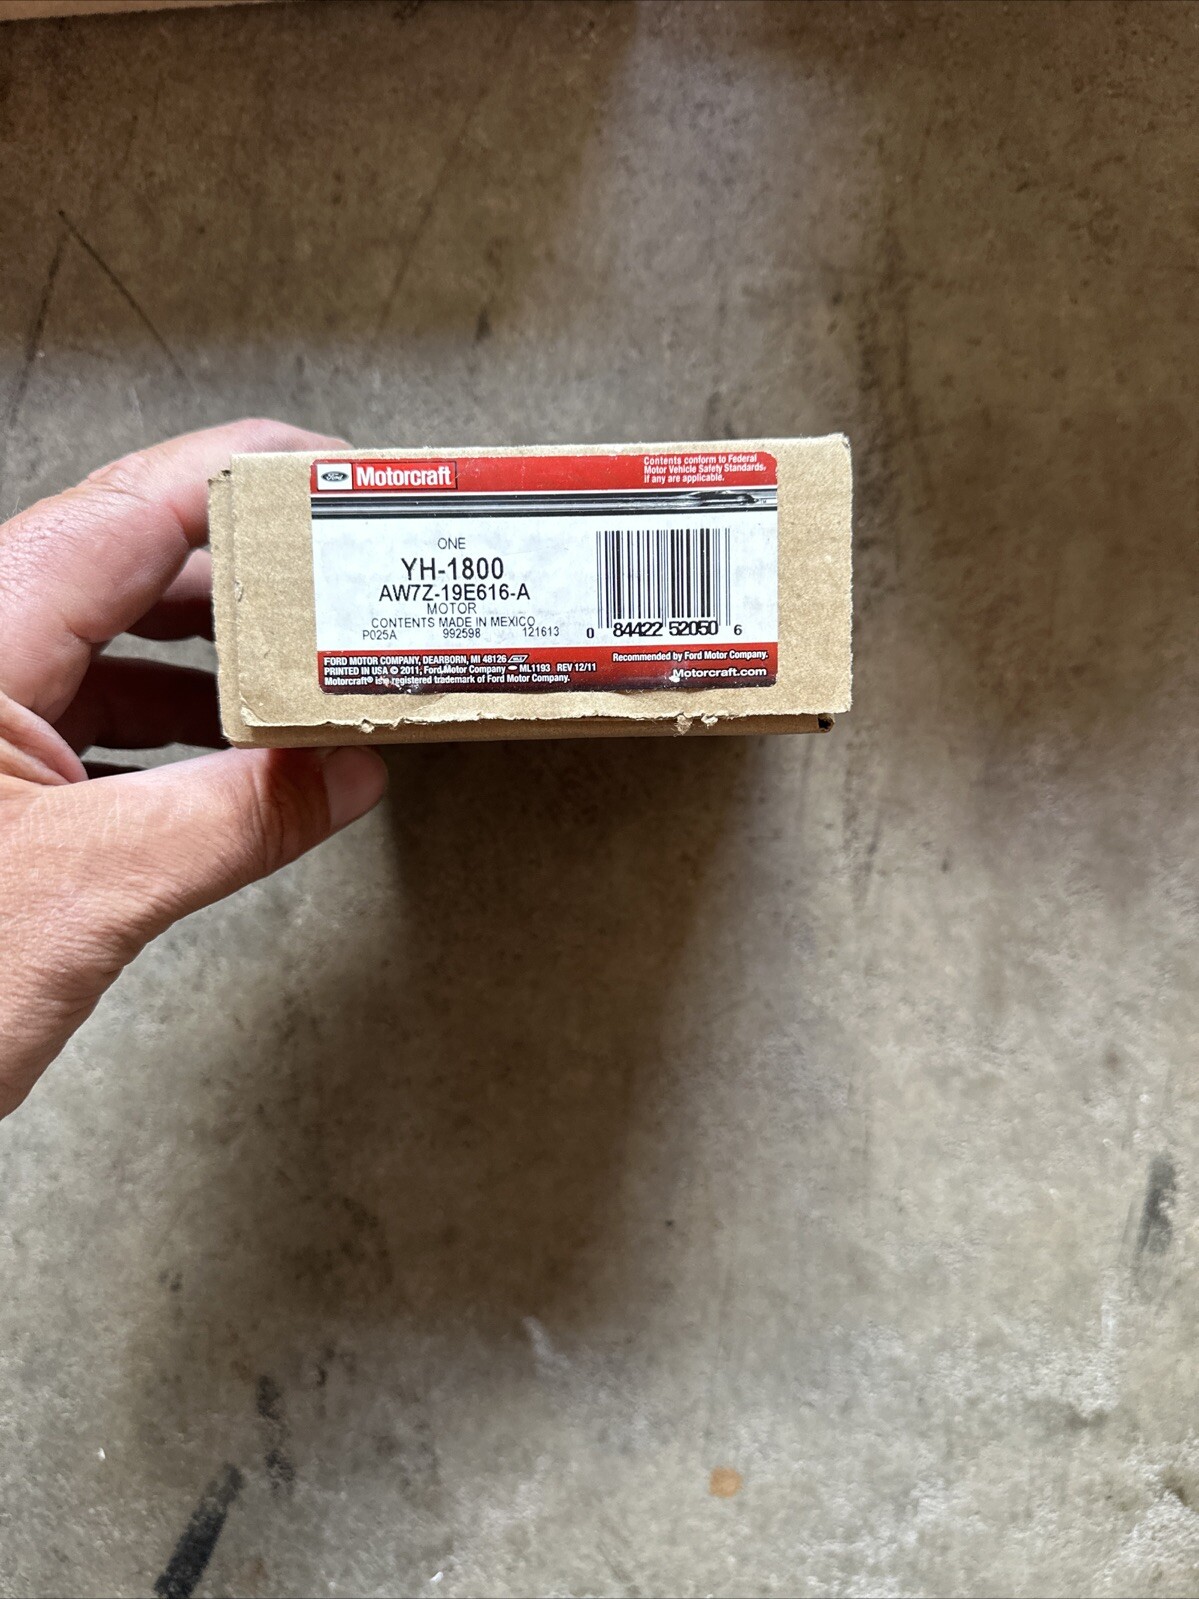 Ford Motorcraft
Contents conform to Federal
Motor Vehicle Safety Standards.
If any are applicable.
ONE
YH-1800
AW7Z-19E616-A
MOTOR
CONTENTS MADE IN MEXICO
P025A 992598 121613
0 84422 52050 6
FORD MOTOR COMPANY, DEARBORN, MI 48126
PRINTED IN USA © 2011, Ford Motor Company ML1193 REV 12/11
Motorcraft® is a registered trademark of Ford Motor Company.
Recommended by Ford Motor Company.
Motorcraft.com